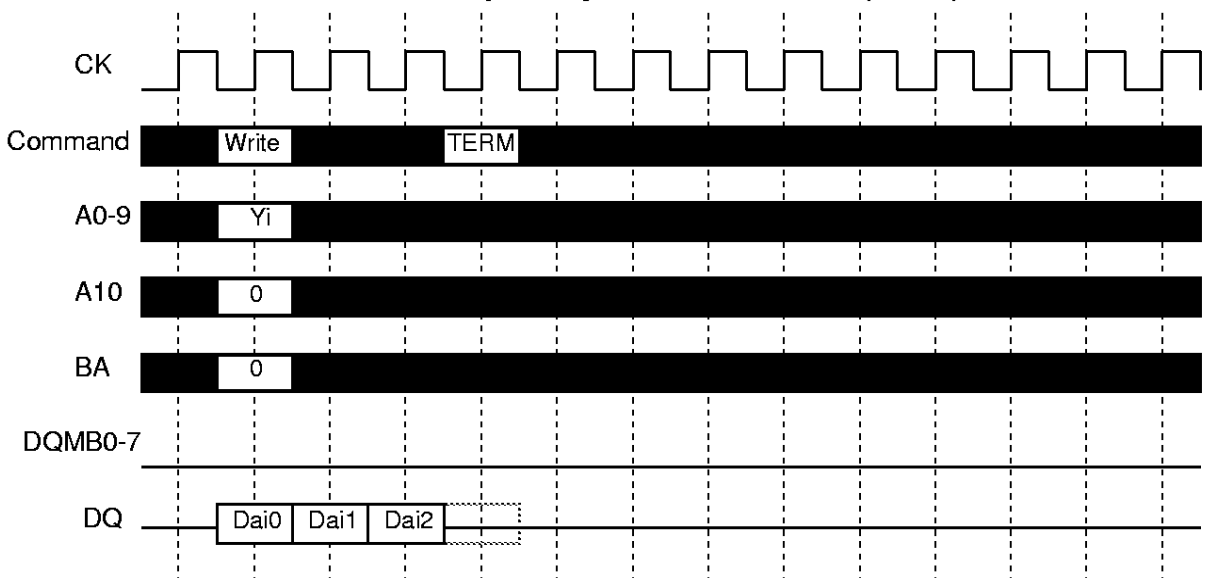 CK
Command Write TERM
A0-9 Yi
A10 0
BA 0
DQMB0-7
DQ Dai0 Dai1 Dai2